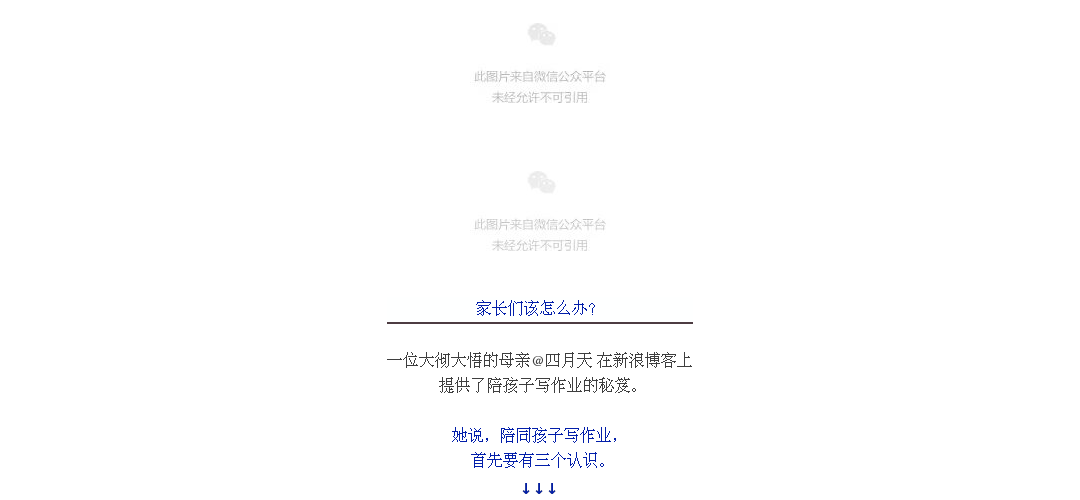 此图片来自微信公众平台
未经允许不可引用
此图片来自微信公众平台
未经允许不可引用
家长们该怎么办?
一位大彻大悟的母亲@四月天 在新浪博客上
提供了陪孩子写作业的秘笈。
她说，陪同孩子写作业，
首先要有三个认识。
↓↓↓